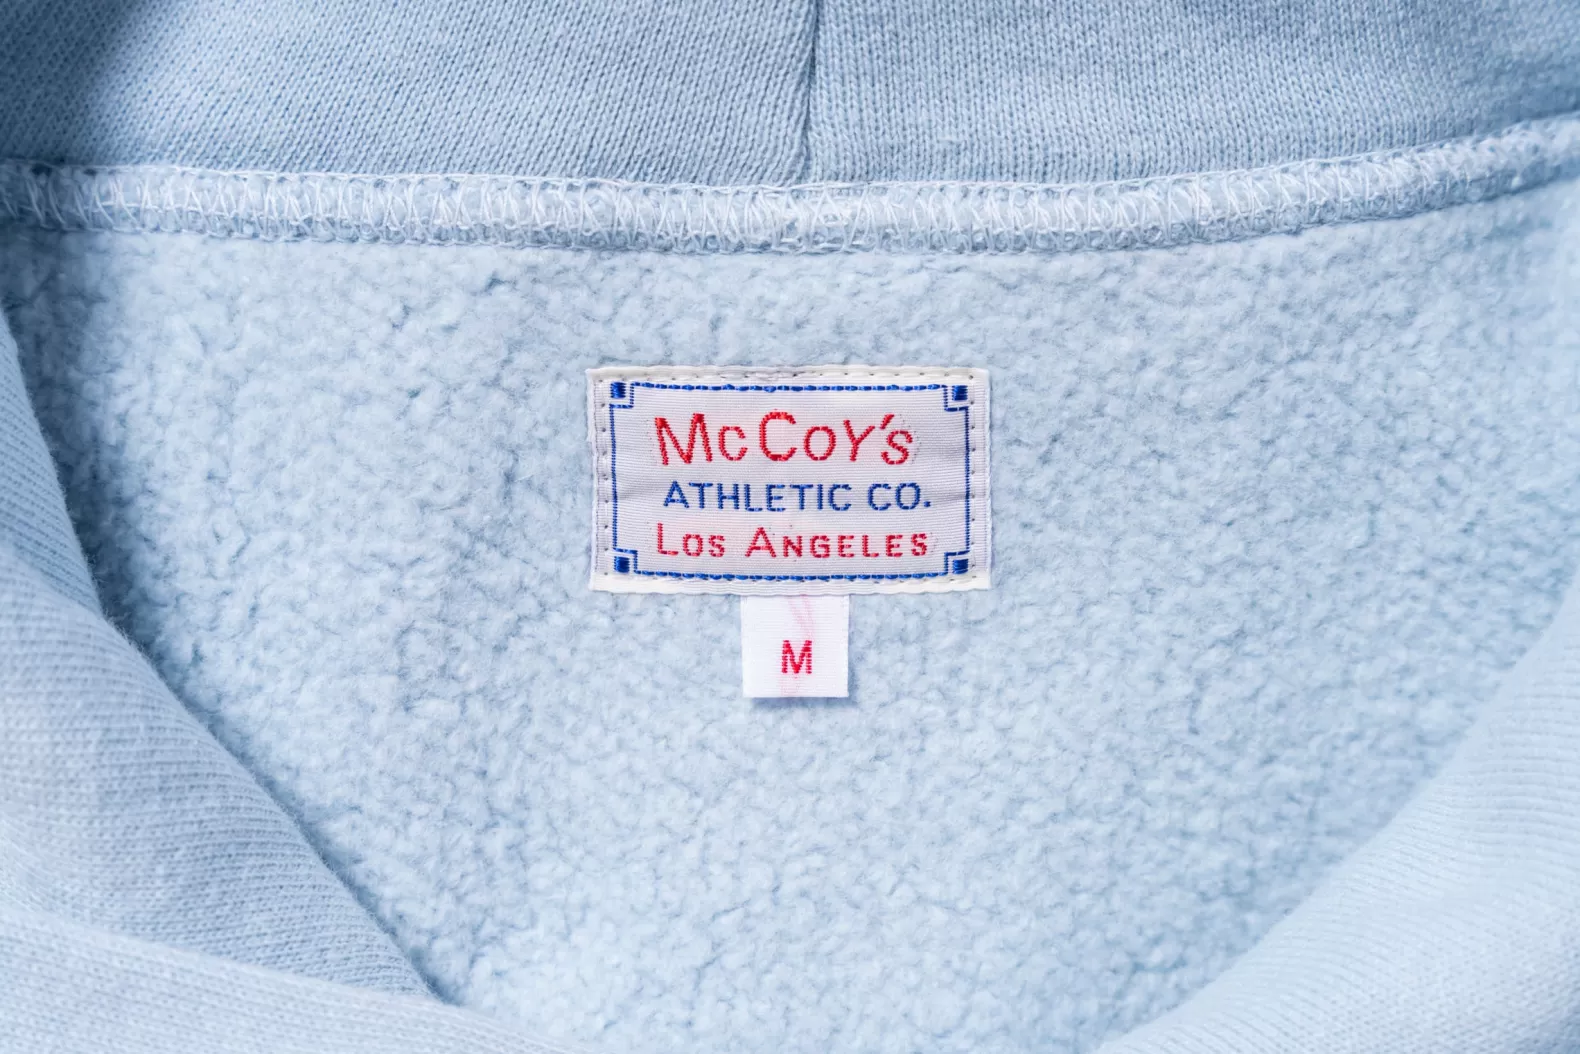 McCoy's
ATHLETIC CO.
Los Angeles
M